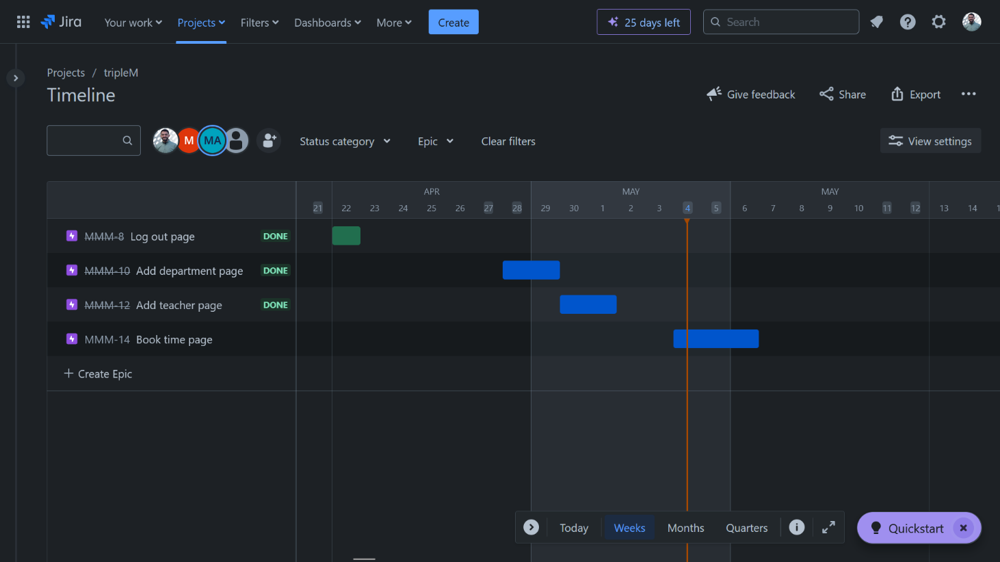 Jira Your work Projects Filters Dashboards More Create 25 days left Search
Projects / tripleM
Timeline
Give feedback Share Export
M MA Status category Epic Clear filters View settings
APR MAY MAY
21 22 23 24 25 26 27 28 29 30 1 2 3 4 5 6 7 8 9 10 11 12 13 14
MMM-8 Log out page DONE
MMM-10 Add department page DONE
MMM-12 Add teacher page DONE
MMM-14 Book time page
Create Epic
Today Weeks Months Quarters Quickstart